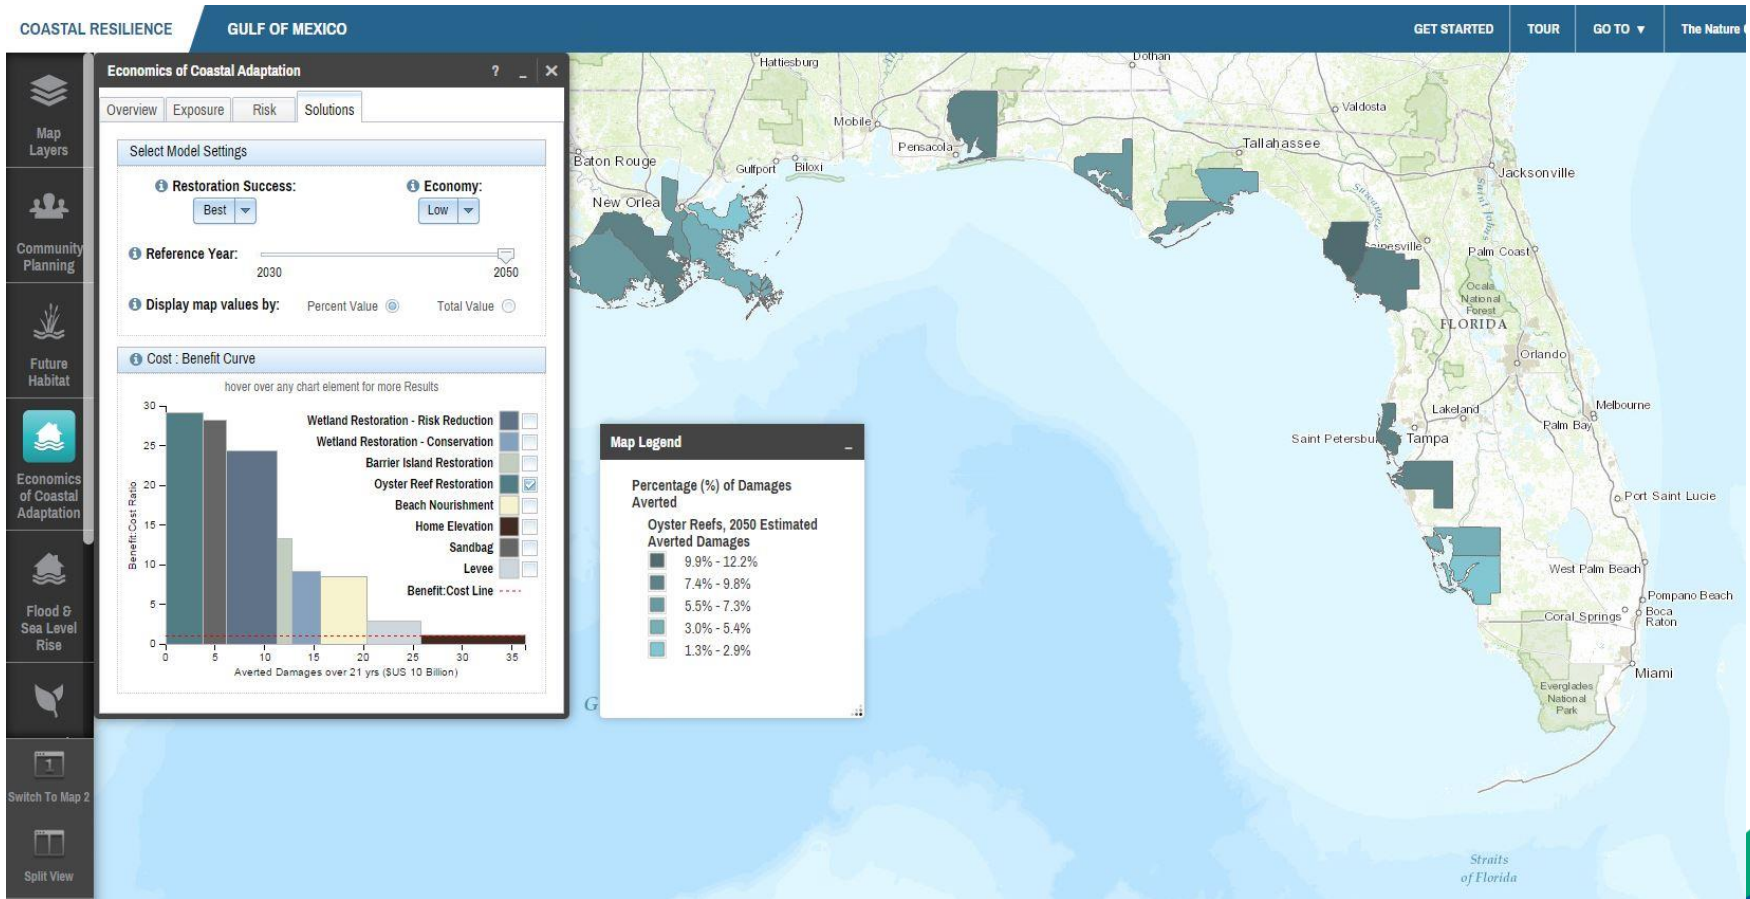 COASTAL RESILIENCE
GULF OF MEXICO
GET STARTED
TOUR
GO TO ▼
The Nature
Map
Layers
Community
Planning
Future
Habitat
Economics
of Coastal
Adaptation
Flood &
Sea Level
Rise
1
Switch To Map 2
Split View
Economics of Coastal Adaptation
? _ X
Overview
Exposure
Risk
Solutions
Select Model Settings
Restoration Success:
Economy:
Best
Low
Reference Year:
2030
2050
Display map values by:
Percent Value
Total Value
Cost : Benefit Curve
hover over any chart element for more Results
Wetland Restoration - Risk Reduction
Wetland Restoration - Conservation
Barrier Island Restoration
Oyster Reef Restoration
Beach Nourishment
Home Elevation
Sandbag
Levee
Benefit:Cost Line
Benefit:Cost Ratio
30
25
20
15
10
5
0
0 5 10 15 20 25 30 35
Averted Damages over 21 yrs ($US 10 Billion)
Map Legend
Percentage (%) of Damages
Averted
Oyster Reefs, 2050 Estimated
Averted Damages
9.9% - 12.2%
7.4% - 9.8%
5.5% - 7.3%
3.0% - 5.4%
1.3% - 2.9%
Hattiesburg
Dothan
Mobile
Pensacola
Baton Rouge
Gulfport
Biloxi
New Orlea
Valdosta
Tallahassee
Jacksonville
Saint Johns
Suwannee
Gainesville
Palm Coast
Ocala
National
Forest
FLORIDA
Orlando
Lakeland
Melbourne
Palm Bay
Saint Petersbu
Tampa
Port Saint Lucie
West Palm Beach
Pompano Beach
Boca
Raton
Coral Springs
Miami
Everglades
National
Park
G
Straits
of Florida